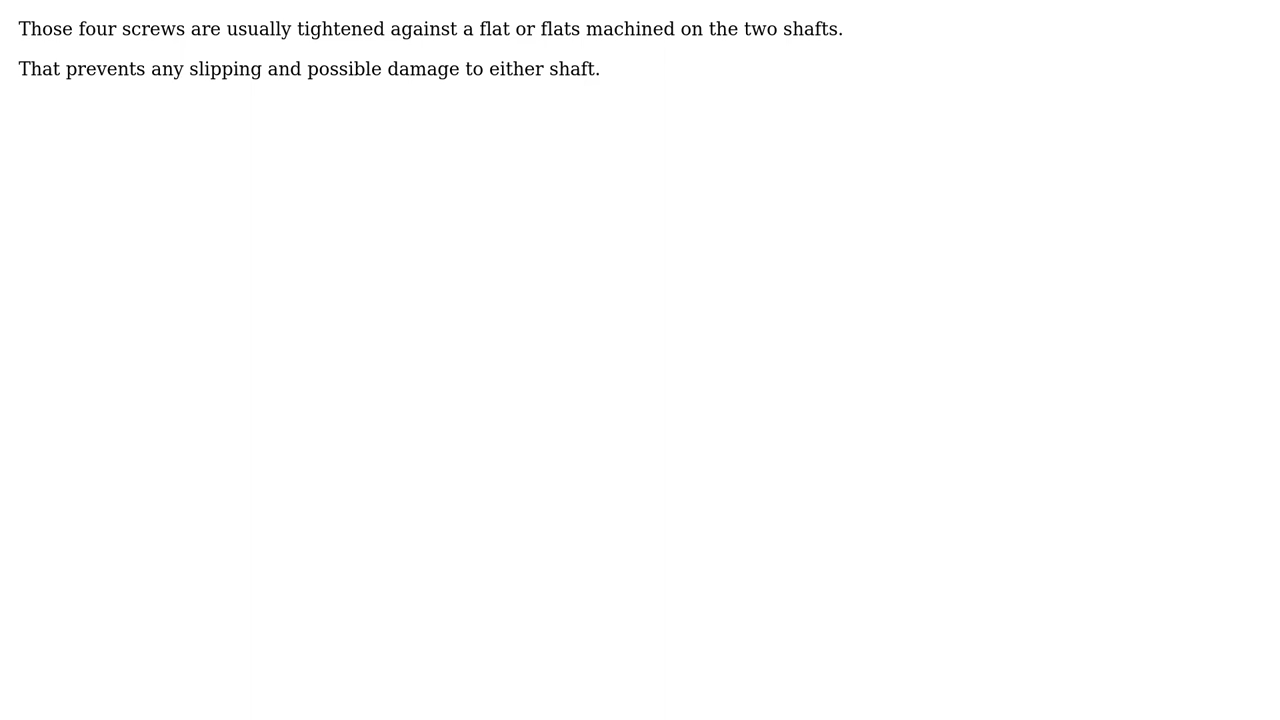 Those four screws are usually tightened against a flat or flats machined on the two shafts.
That prevents any slipping and possible damage to either shaft.